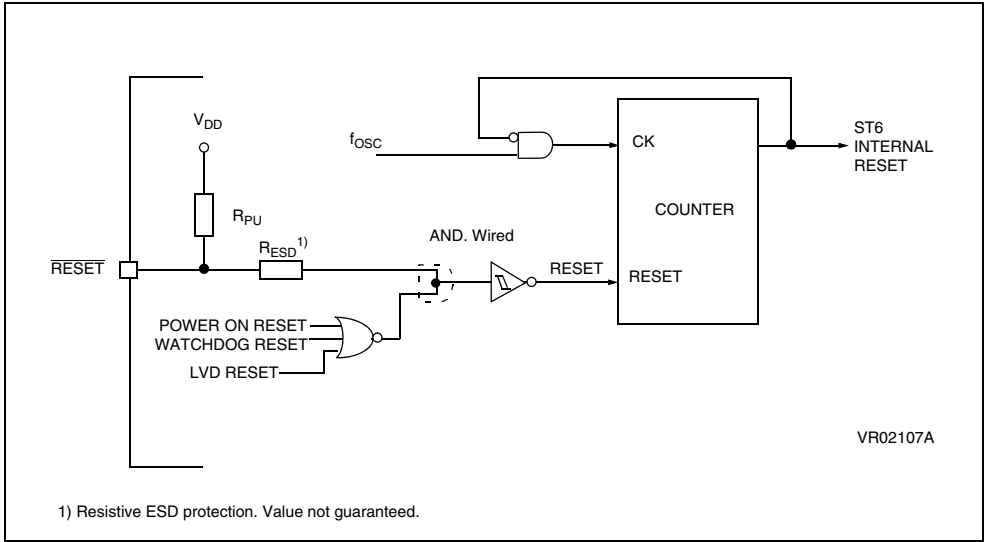 V_DD
f_OSC
CK
ST6
INTERNAL
RESET
R_PU
COUNTER
AND. Wired
R_ESD 1)
RESET
RESET
RESET
POWER ON RESET
WATCHDOG RESET
LVD RESET
VR02107A
1) Resistive ESD protection. Value not guaranteed.